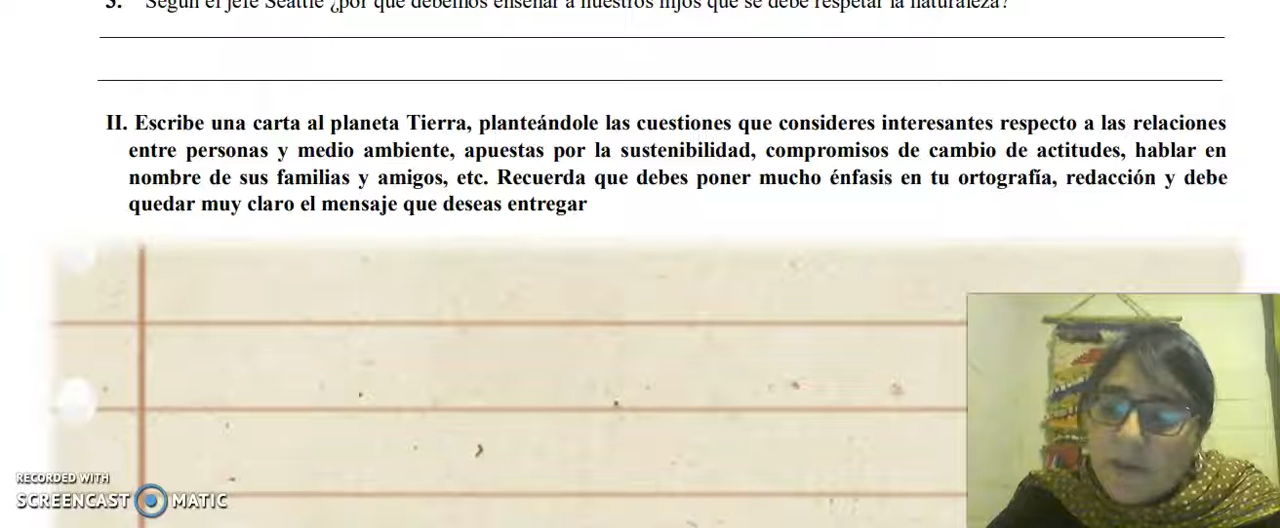 3. Según el jefe Seattle ¿por qué debemos enseñar a nuestros hijos que se debe respetar la naturaleza?
II. Escribe una carta al planeta Tierra, planteándole las cuestiones que consideres interesantes respecto a las relaciones
entre personas y medio ambiente, apuestas por la sustenibilidad, compromisos de cambio de actitudes, hablar en
nombre de sus familias y amigos, etc. Recuerda que debes poner mucho énfasis en tu ortografía, redacción y debe
quedar muy claro el mensaje que deseas entregar
RECORDED WITH
SCREENCAST MATIC